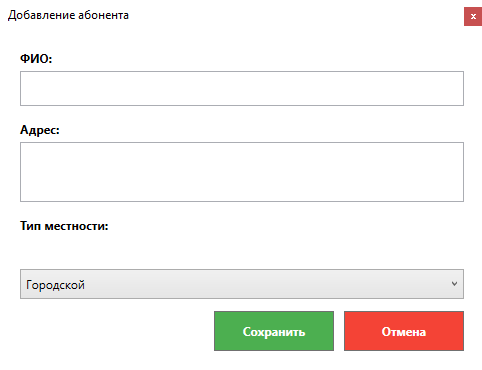 Добавление абонента
x
ФИО:
Адрес:
Тип местности:
Городской
Сохранить
Отмена